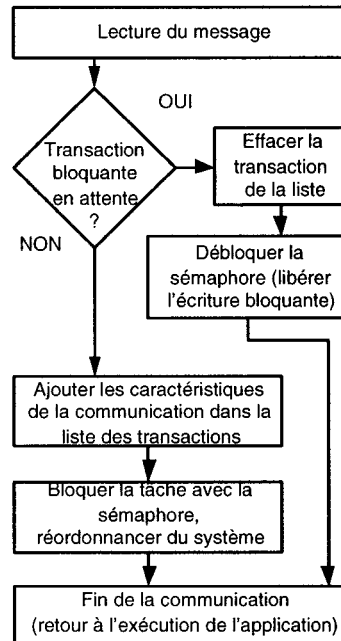 Lecture du message
OUI
Transaction
bloquante
en attente
?
Effacer la
transaction
de la liste
NON
Débloquer la
sémaphore (libérer
l'écriture bloquante)
Ajouter les caractéristiques
de la communication dans la
liste des transactions
Bloquer la tâche avec la
sémaphore,
réordonnancer du système
Fin de la communication
(retour à l'exécution de l'application)